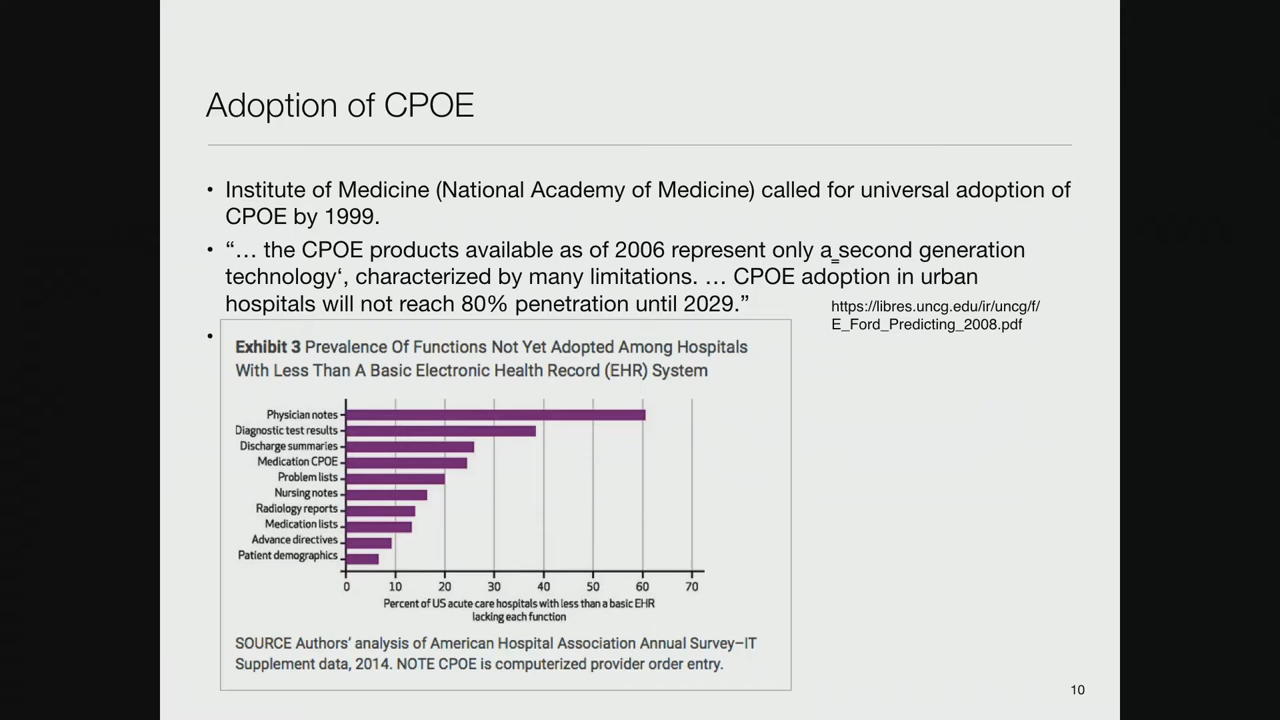 Adoption of CPOE
• Institute of Medicine (National Academy of Medicine) called for universal adoption of
CPOE by 1999.
• “… the CPOE products available as of 2006 represent only a second generation
technology‘, characterized by many limitations. … CPOE adoption in urban
hospitals will not reach 80% penetration until 2029.”
https://libres.uncg.edu/ir/uncg/f/
E_Ford_Predicting_2008.pdf
•
Exhibit 3 Prevalence Of Functions Not Yet Adopted Among Hospitals
With Less Than A Basic Electronic Health Record (EHR) System
Physician notes
Diagnostic test results
Discharge summaries
Medication CPOE
Problem lists
Nursing notes
Radiology reports
Medication lists
Advance directives
Patient demographics
0 10 20 30 40 50 60 70
Percent of US acute care hospitals with less than a basic EHR
lacking each function
SOURCE Authors’ analysis of American Hospital Association Annual Survey–IT
Supplement data, 2014. NOTE CPOE is computerized provider order entry.
10